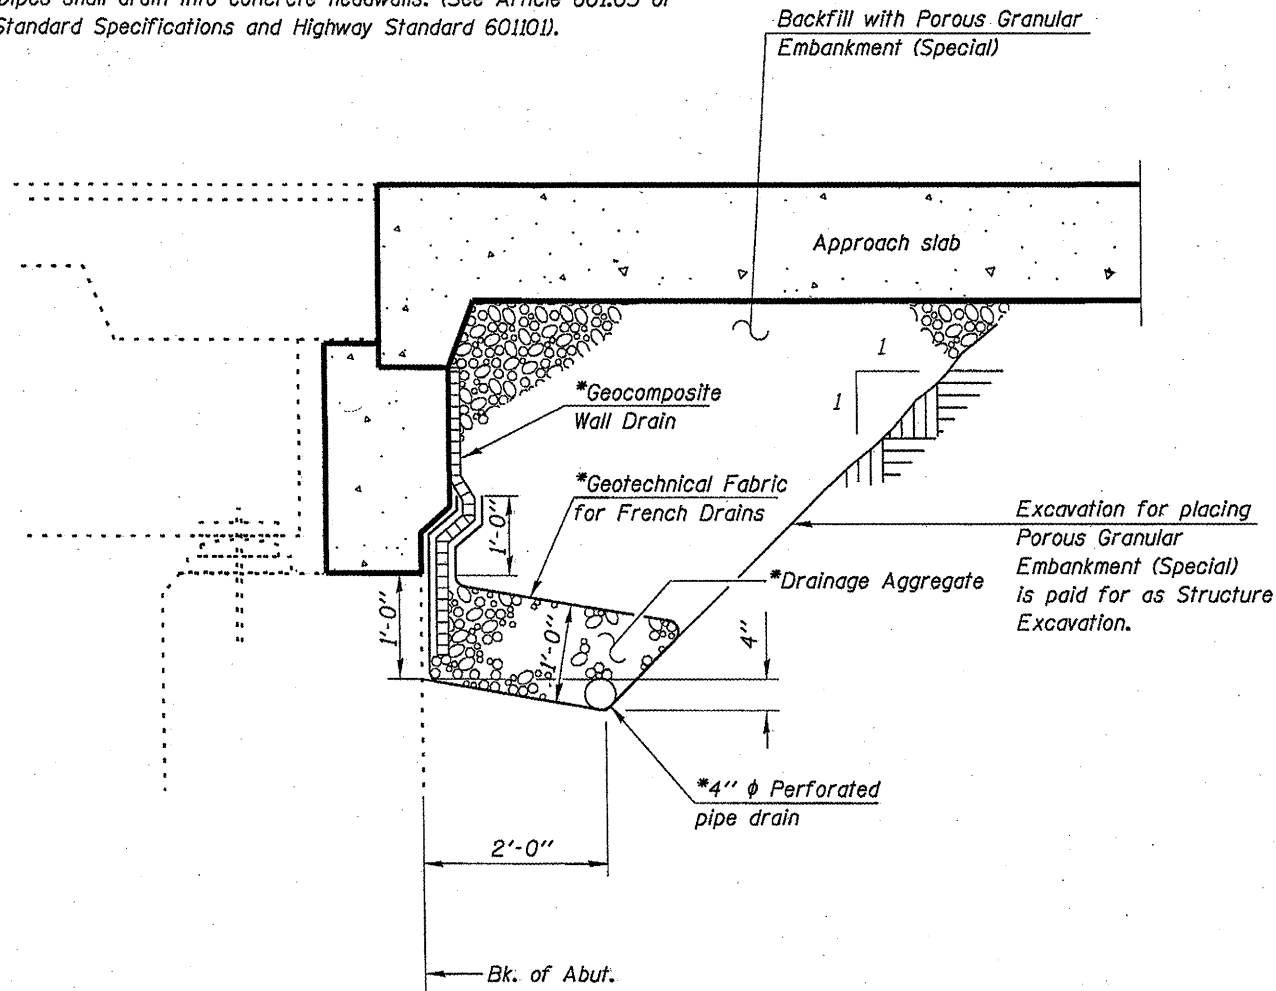 pipes shall drain into concrete headwalls. (See Article 601.05 of
Standard Specifications and Highway Standard 601101).
Backfill with Porous Granular
Embankment (Special)
Approach slab
1
1
*Geocomposite
Wall Drain
*Geotechnical Fabric
for French Drains
1'-0"
Excavation for placing
Porous Granular
Embankment (Special)
is paid for as Structure
Excavation.
*Drainage Aggregate
1'-0"
1'-0"
4"
*4" ϕ Perforated
pipe drain
2'-0"
Bk. of Abut.